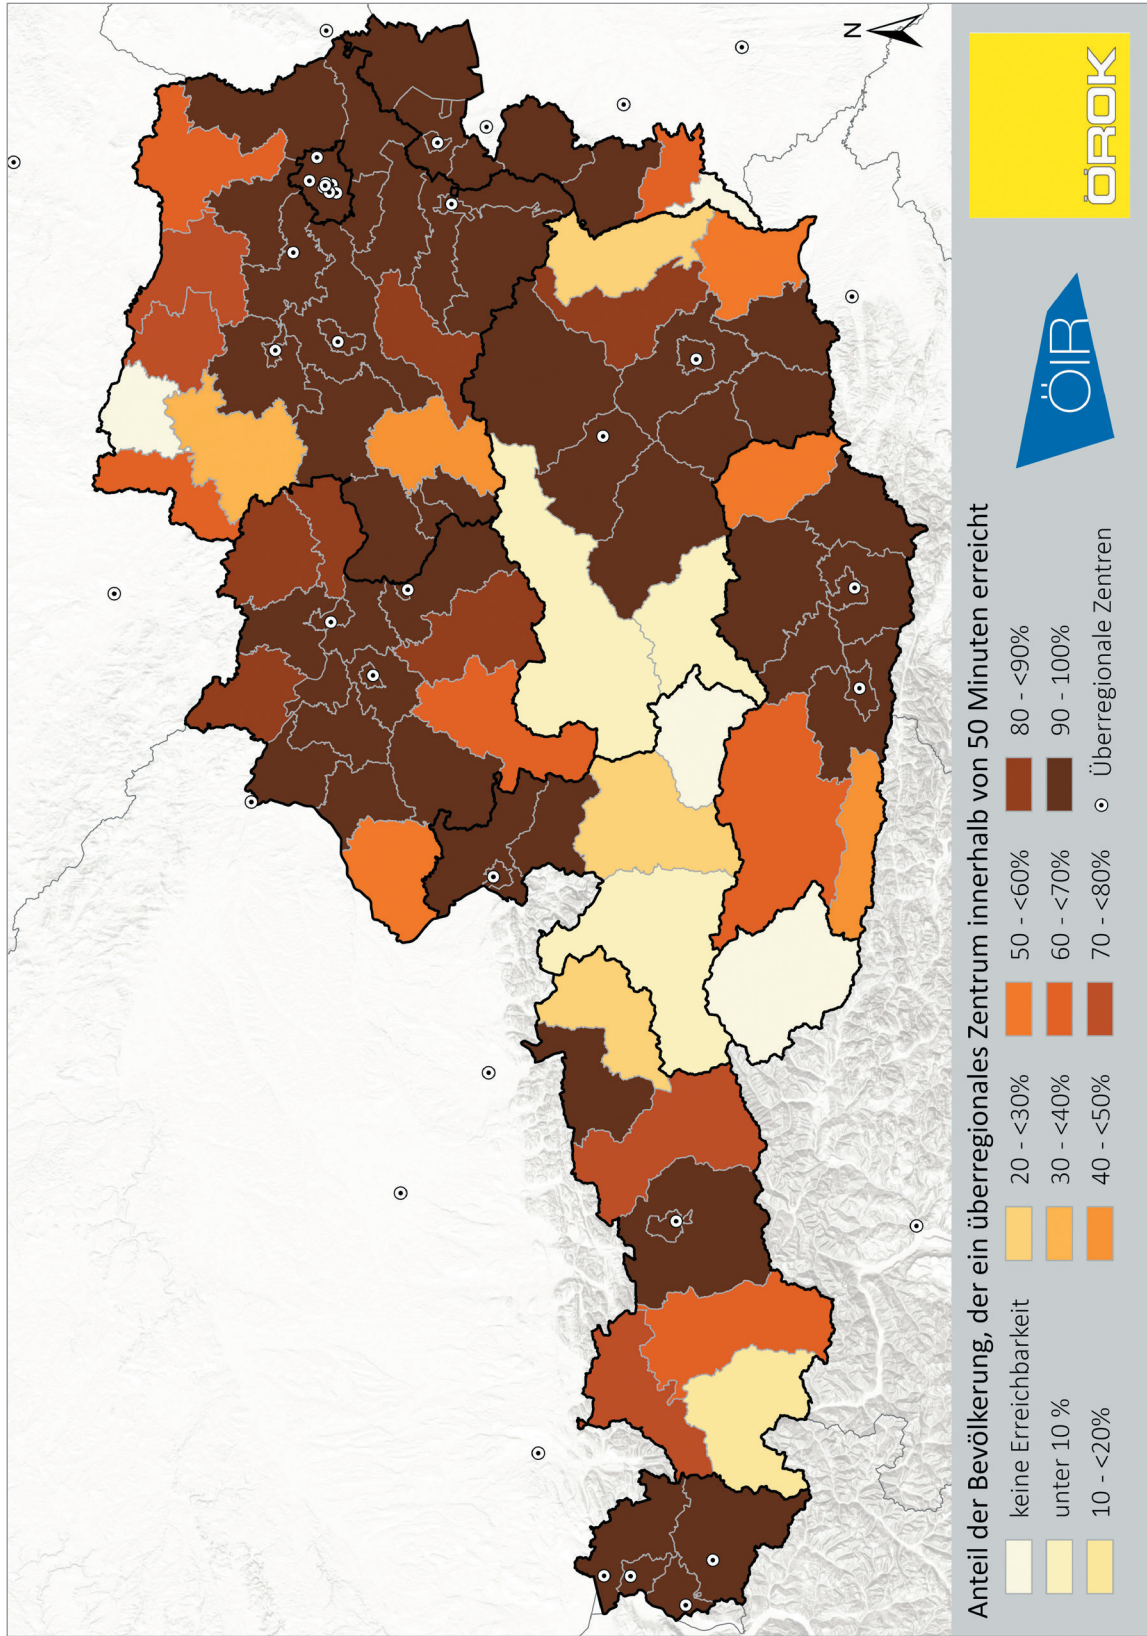 N
Anteil der Bevölkerung, der ein überregionales Zentrum innerhalb von 50 Minuten erreicht
keine Erreichbarkeit
unter 10 %
10 - <20%
20 - <30%
30 - <40%
40 - <50%
50 - <60%
60 - <70%
70 - <80%
80 - <90%
90 - 100%
Überregionale Zentren
ÖIR
ÖROK